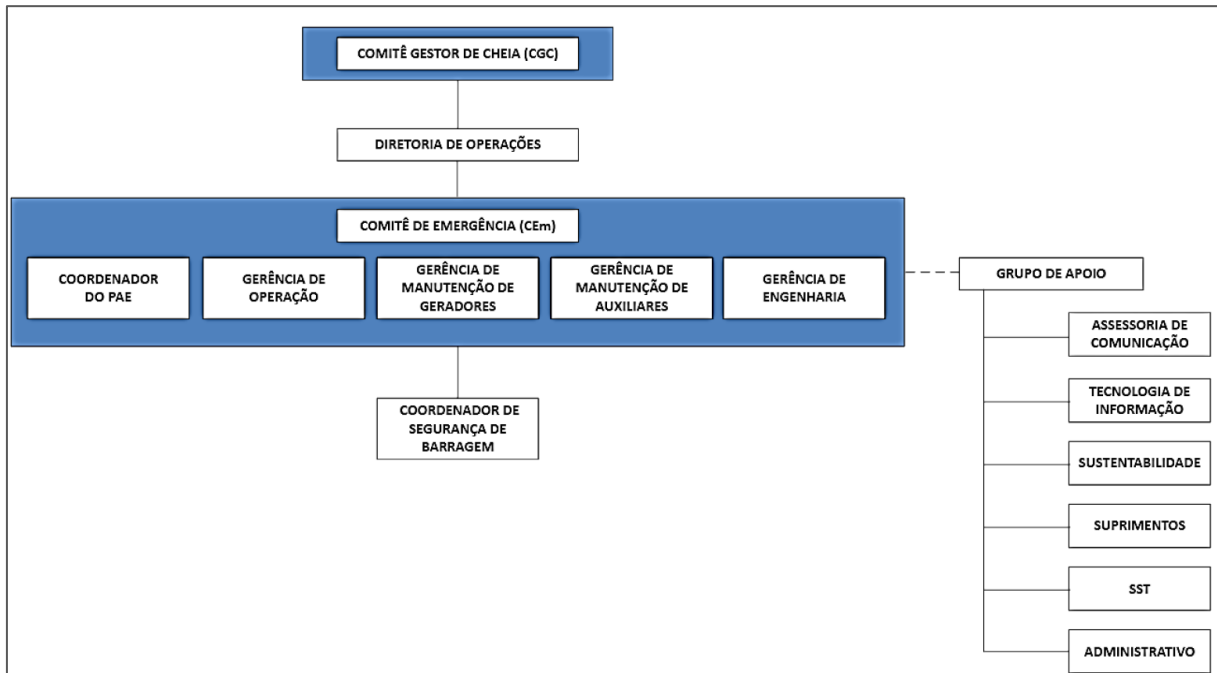 COMITÊ GESTOR DE CHEIA (CGC)
DIRETORIA DE OPERAÇÕES
COMITÊ DE EMERGÊNCIA (CEm)
COORDENADOR
DO PAE
GERÊNCIA DE
OPERAÇÃO
GERÊNCIA DE
MANUTENÇÃO DE
GERADORES
GERÊNCIA DE
MANUTENÇÃO DE
AUXILIARES
GERÊNCIA DE
ENGENHARIA
COORDENADOR DE
SEGURANÇA DE
BARRAGEM
GRUPO DE APOIO
ASSESSORIA DE
COMUNICAÇÃO
TECNOLOGIA DE
INFORMAÇÃO
SUSTENTABILIDADE
SUPRIMENTOS
SST
ADMINISTRATIVO